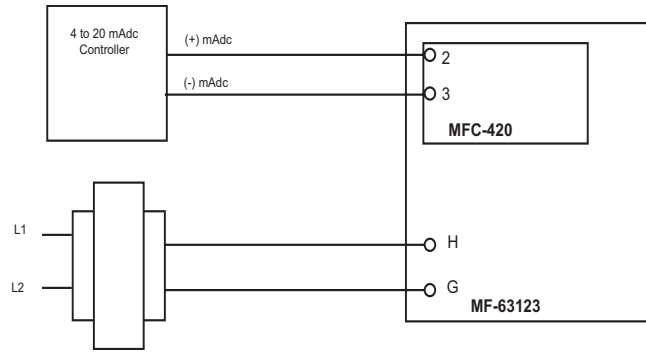 4 to 20 mAdc
Controller
(+) mAdc
(-) mAdc
2
3
MFC-420
L1
L2
H
G
MF-63123